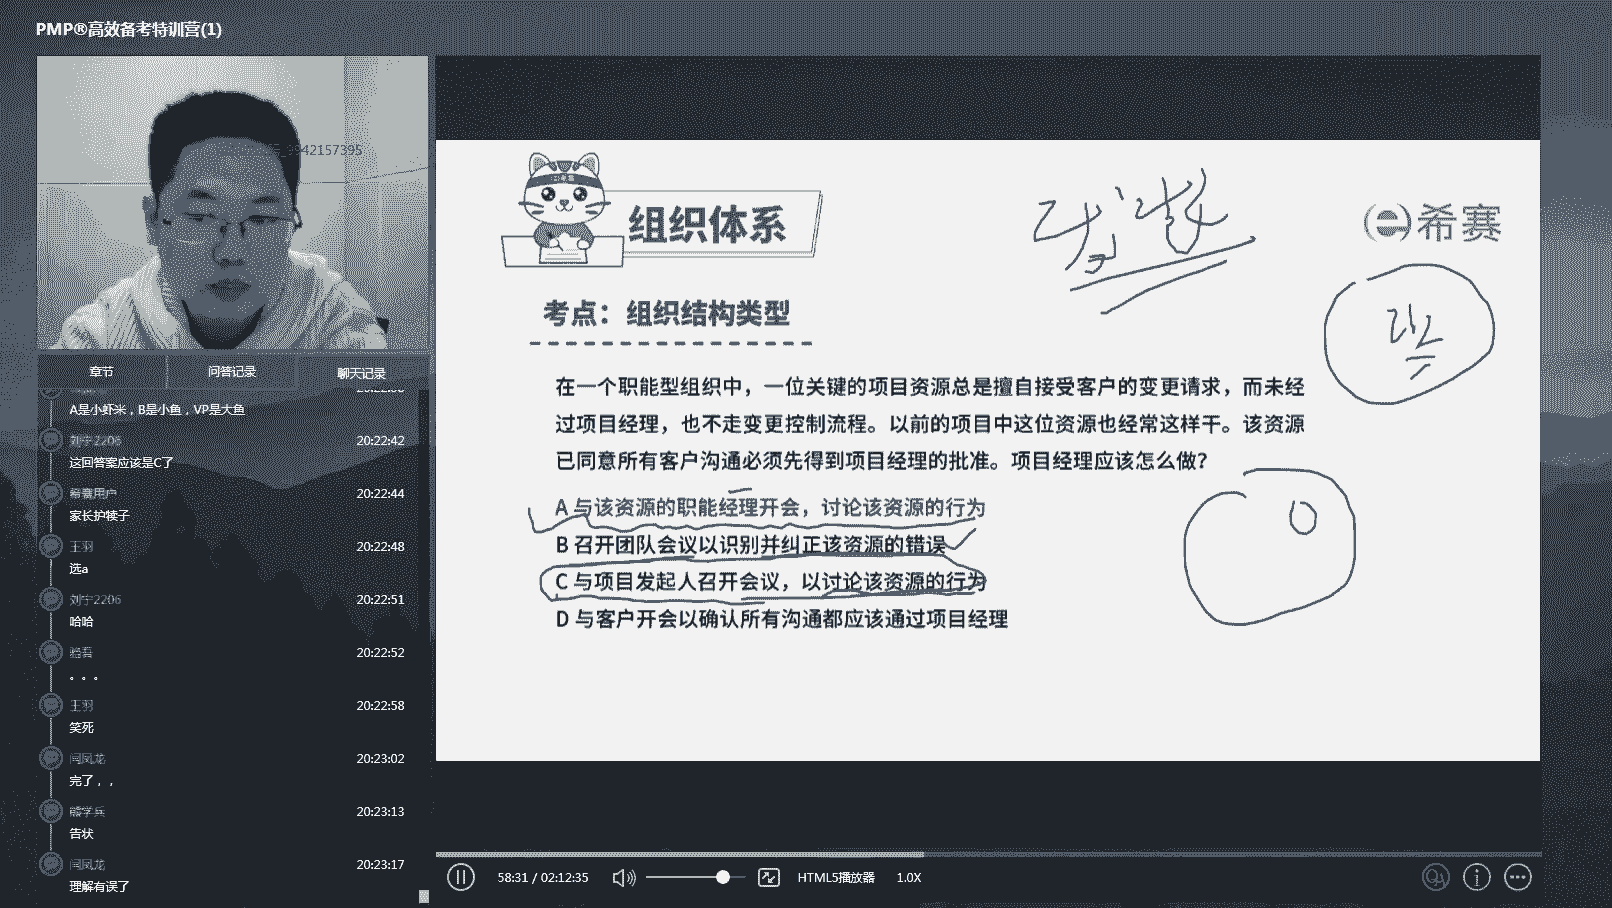 PMP®高效备考特训营(1)
9942157395
章节
问答记录
聊天记录
A是小虾米，B是小鱼，VP是大鱼
刘宇2206
20:22:42
这回答案应该是C了
希赛用户
20:22:44
家长护犊子
王羽
20:22:48
选a
刘宇2206
20:22:51
哈哈
20:22:52
。。。
王羽
20:22:58
笑死
闫凤龙
20:23:02
完了，，
20:23:13
告状
闫凤龙
20:23:17
理解有误了
组织体系
希赛
考点：组织结构类型
在一个职能型组织中，一位关键的项目资源总是擅自接受客户的变更请求，而未经
过项目经理，也不走变更控制流程。以前的项目中这位资源也经常这样干。该资源
已同意所有客户沟通必须先得到项目经理的批准。项目经理应该怎么做？
A 与该资源的职能经理开会，讨论该资源的行为
B 召开团队会议以识别并纠正该资源的错误
C 与项目发起人召开会议，以讨论该资源的行为
D 与客户开会以确认所有沟通都应该通过项目经理
58:31 / 02:12:35
HTML5播放器
1.0X